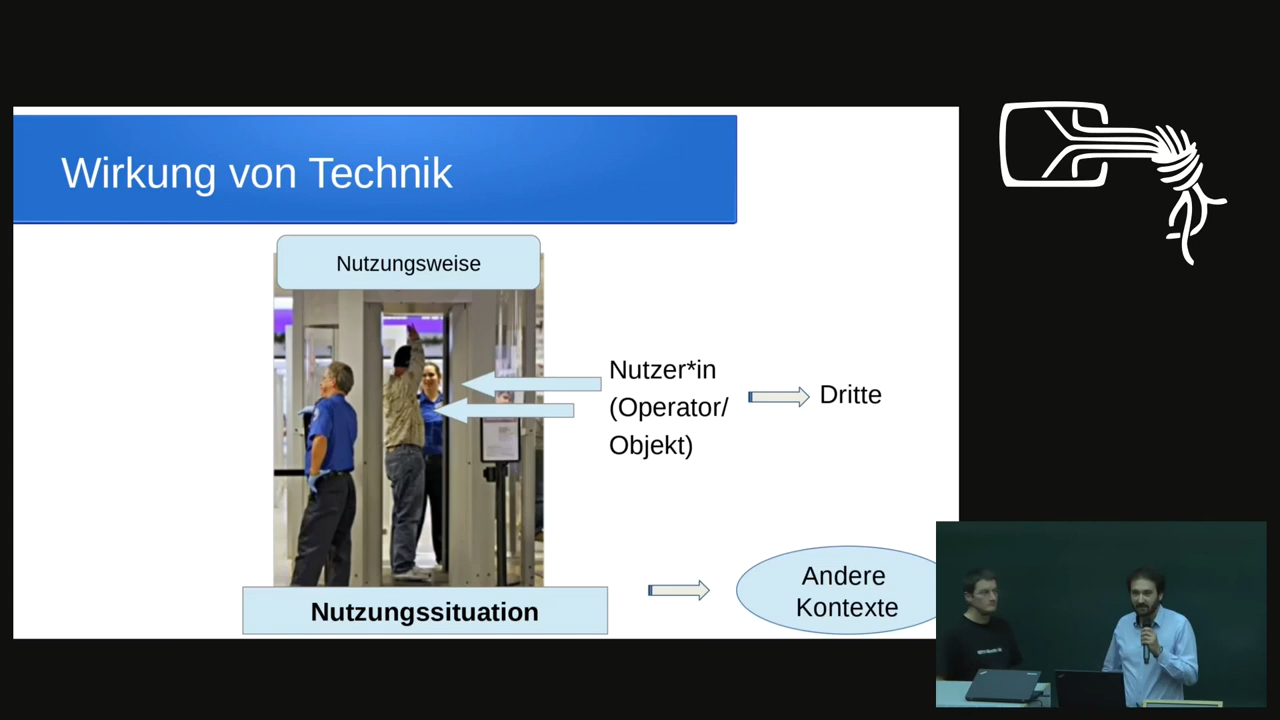 Wirkung von Technik
Nutzungsweise
Nutzer*in
(Operator/
Objekt)
Dritte
Nutzungssituation
Andere
Kontexte